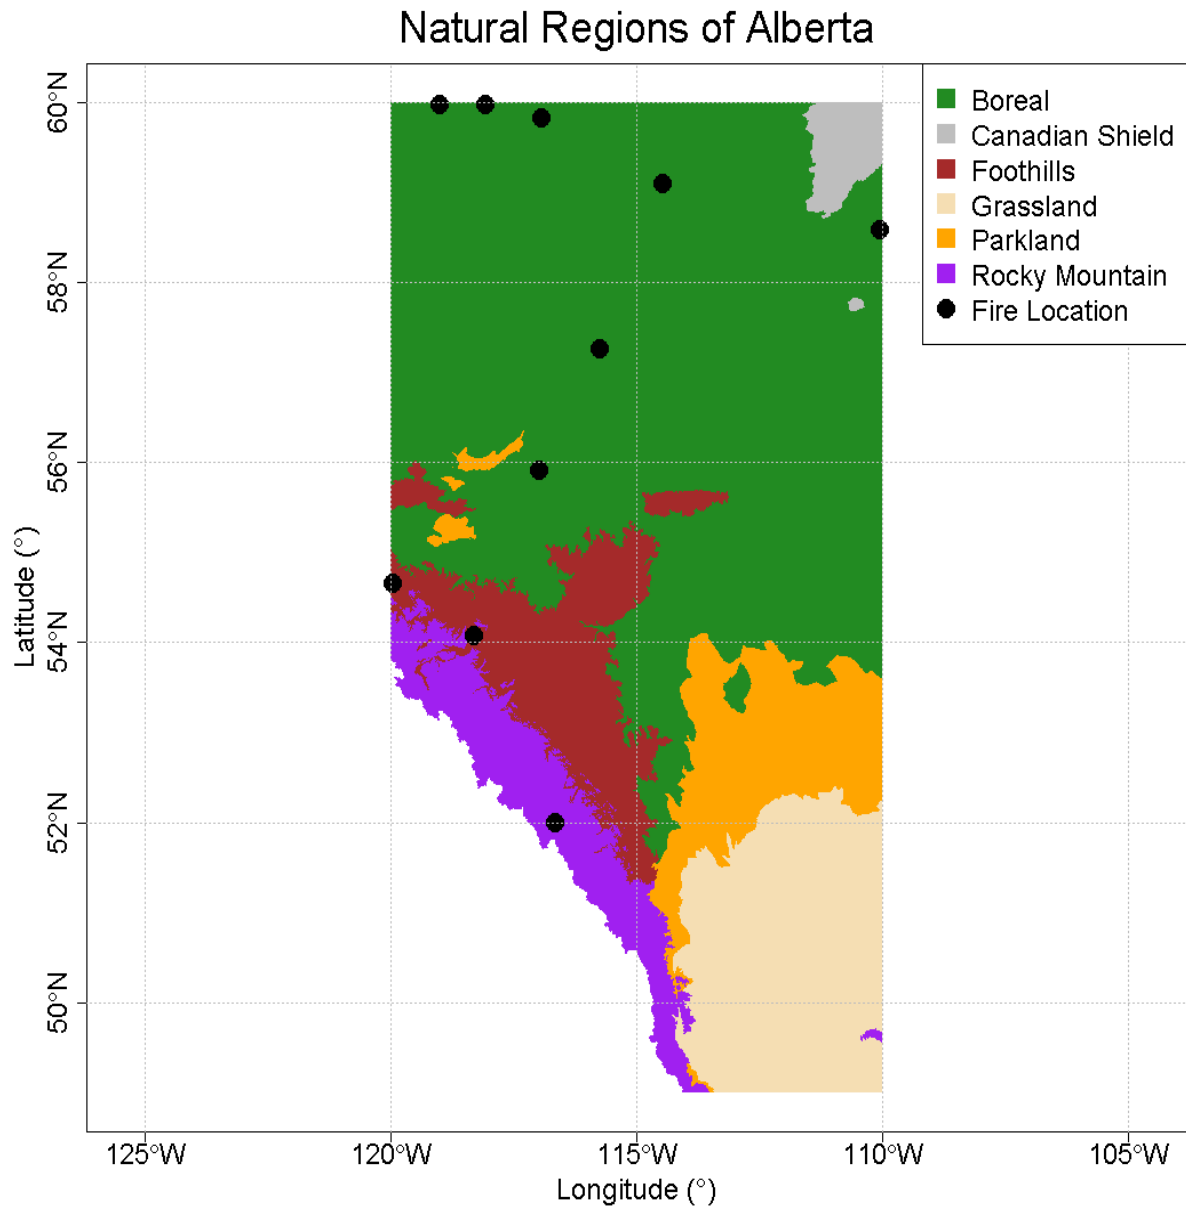 Natural Regions of Alberta
Boreal
Canadian Shield
Foothills
Grassland
Parkland
Rocky Mountain
Fire Location
60°N
58°N
56°N
54°N
52°N
50°N
Latitude (°)
125°W
120°W
115°W
110°W
105°W
Longitude (°)